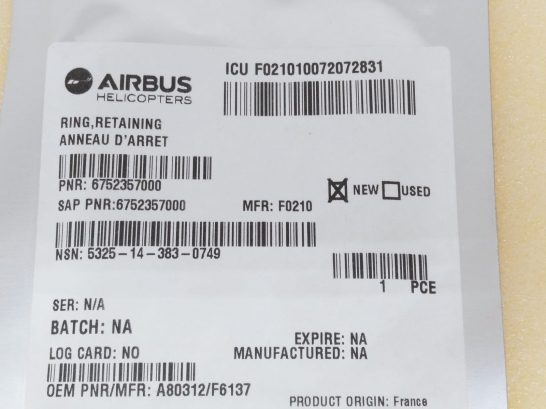 ICU F021010072072831
AIRBUS
HELICOPTERS
RING,RETAINING
ANNEAU D'ARRET
PNR: 6752357000
NEW USED
SAP PNR:6752357000 MFR: F0210
NSN: 5325-14-383-0749
1 PCE
SER: N/A
BATCH: NA
EXPIRE: NA
LOG CARD: NO MANUFACTURED: NA
OEM PNR/MFR: A80312/F6137
PRODUCT ORIGIN: France